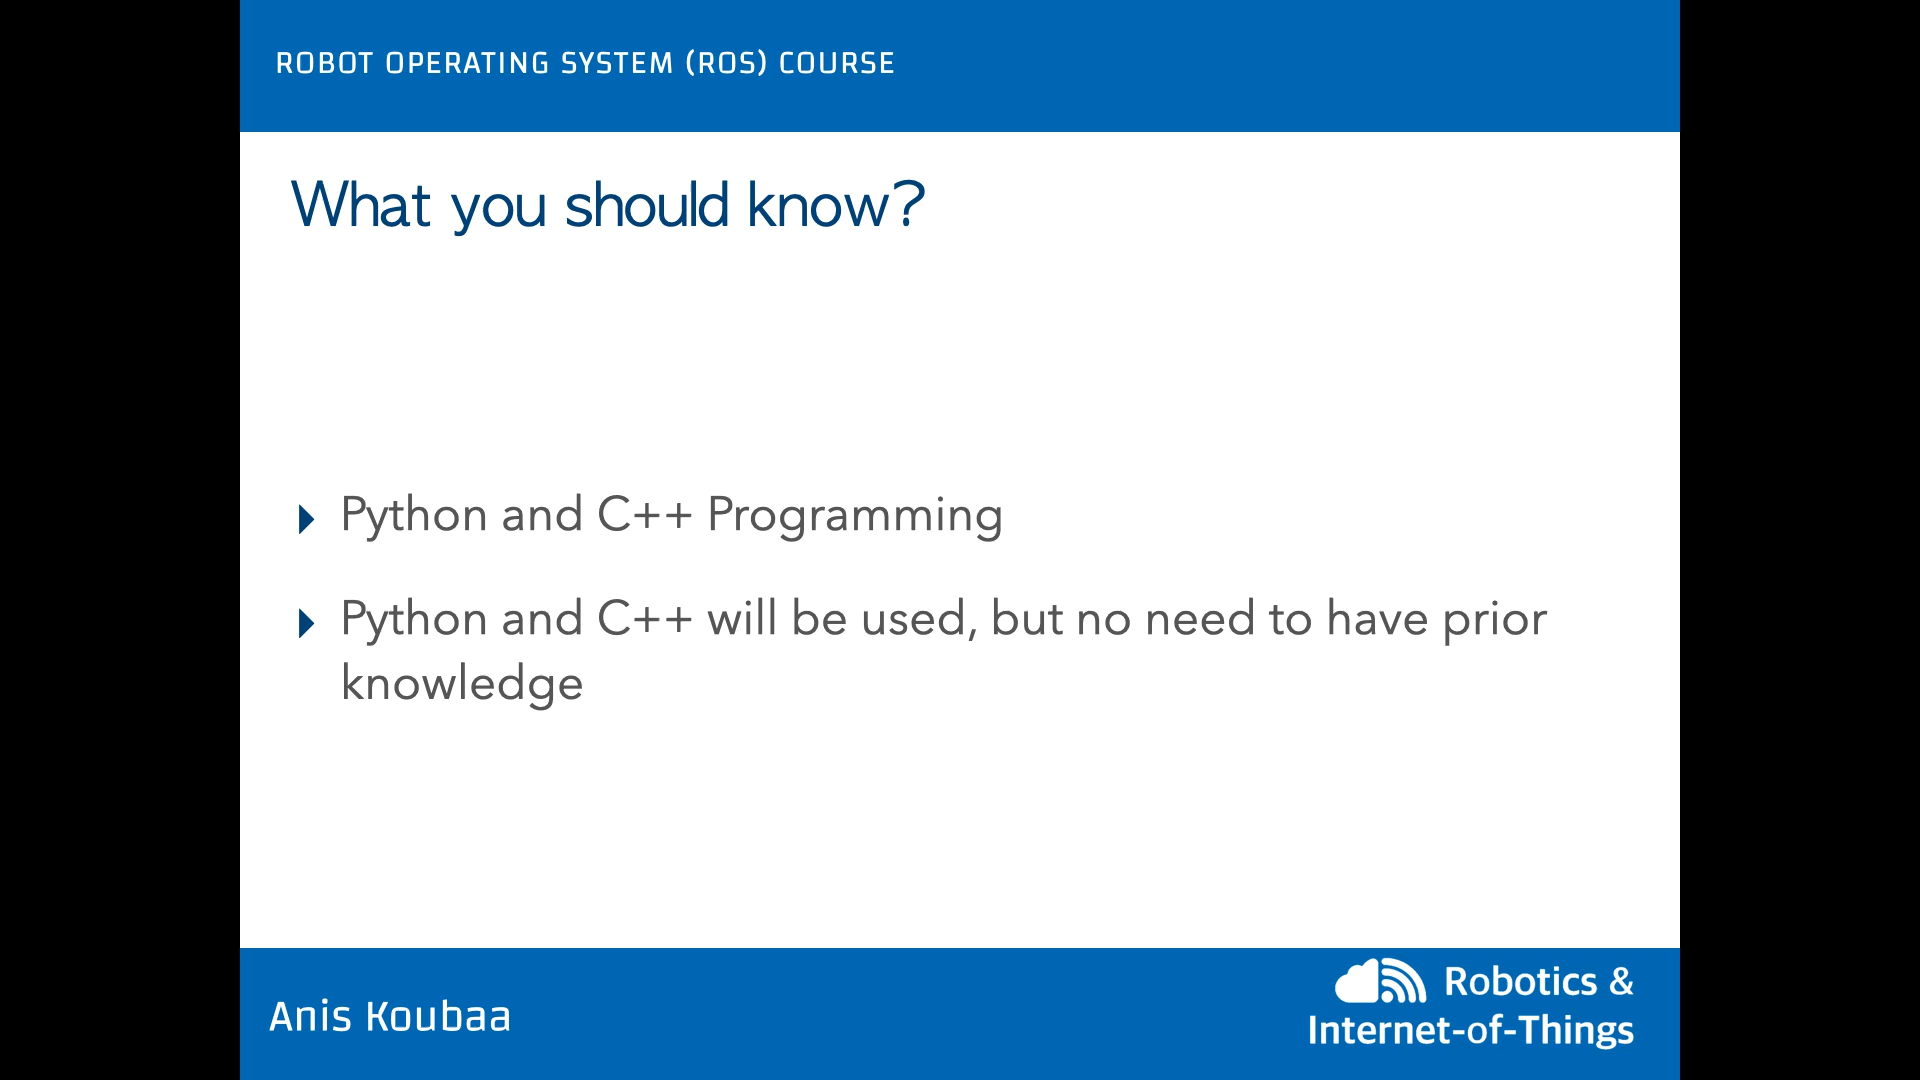 ROBOT OPERATING SYSTEM (ROS) COURSE
What you should know?
Python and C++ Programming
Python and C++ will be used, but no need to have prior
knowledge
Anis Koubaa
Robotics &
Internet-of-Things